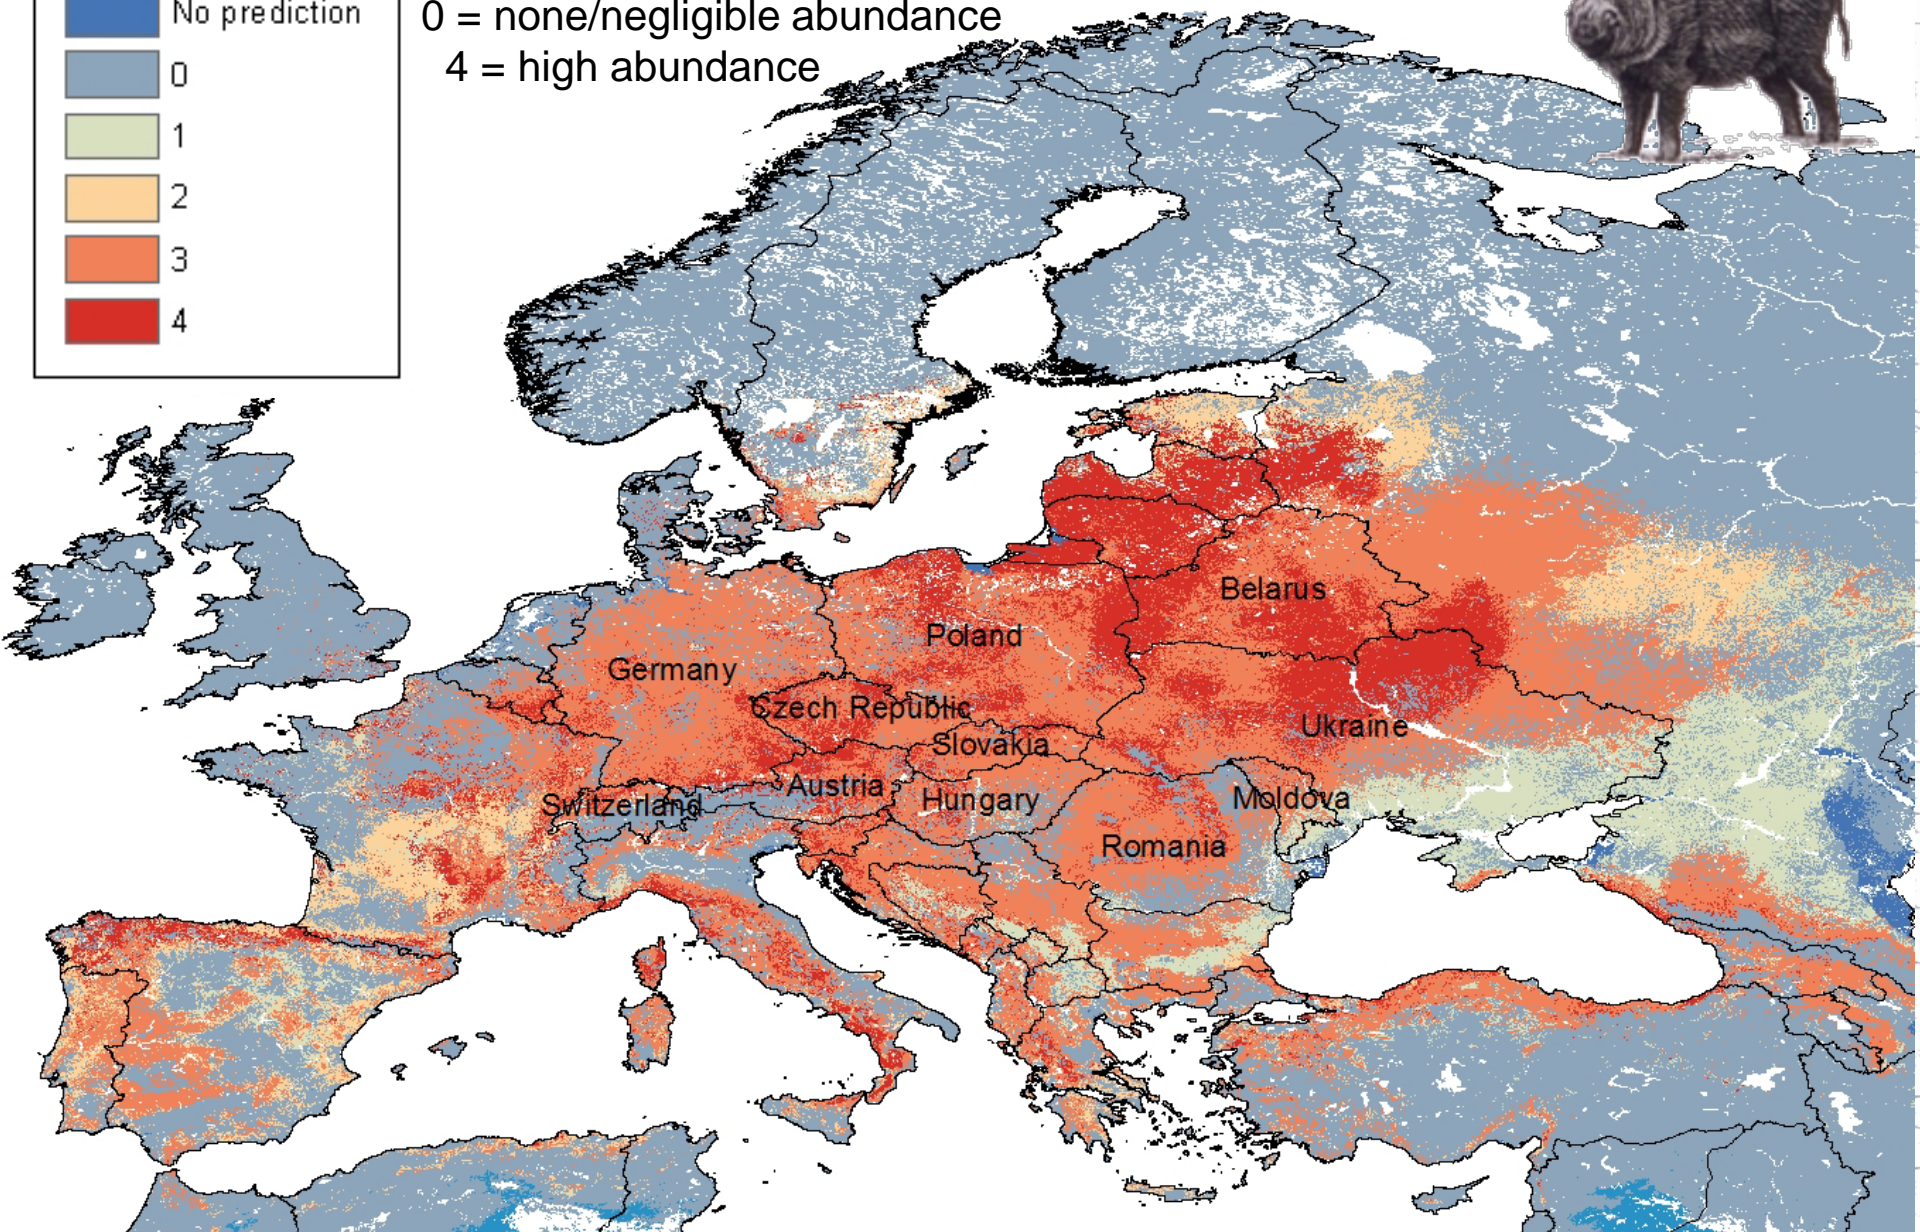 No prediction
0 = none/negligible abundance
4 = high abundance
0
1
2
3
4
Belarus
Poland
Germany
Czech Republic
Ukraine
Slovakia
Austria
Switzerland
Hungary
Moldova
Romania